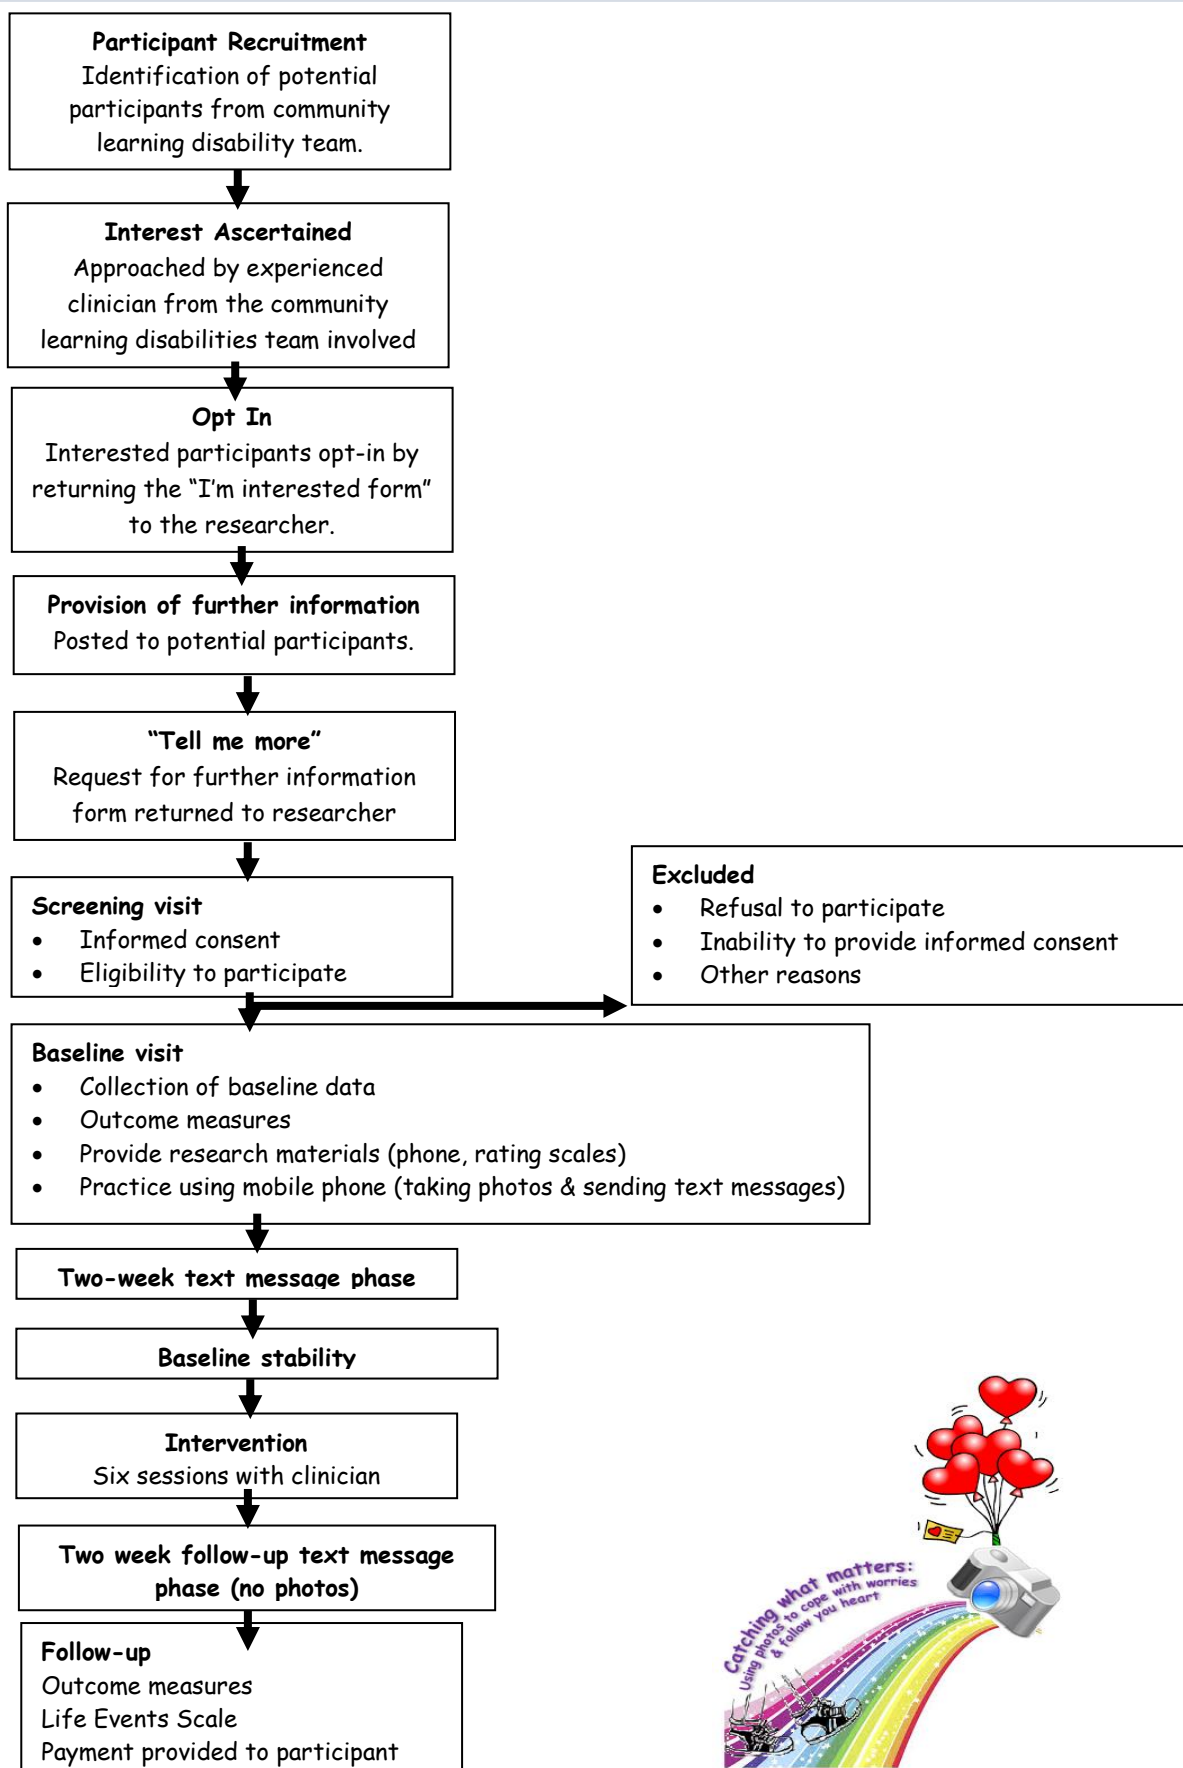 Participant Recruitment
Identification of potential
participants from community
learning disability team.
Interest Ascertained
Approached by experienced
clinician from the community
learning disabilities team involved
Opt In
Interested participants opt-in by
returning the “I’m interested form”
to the researcher.
Provision of further information
Posted to potential participants.
“Tell me more”
Request for further information
form returned to researcher
Screening visit
• Informed consent
• Eligibility to participate
Excluded
• Refusal to participate
• Inability to provide informed consent
• Other reasons
Baseline visit
• Collection of baseline data
• Outcome measures
• Provide research materials (phone, rating scales)
• Practice using mobile phone (taking photos & sending text messages)
Two-week text message phase
Baseline stability
Intervention
Six sessions with clinician
Two week follow-up text message
phase (no photos)
Follow-up
Outcome measures
Life Events Scale
Payment provided to participant
Catching what matters:
Using photos to cope with worries
& follow you heart